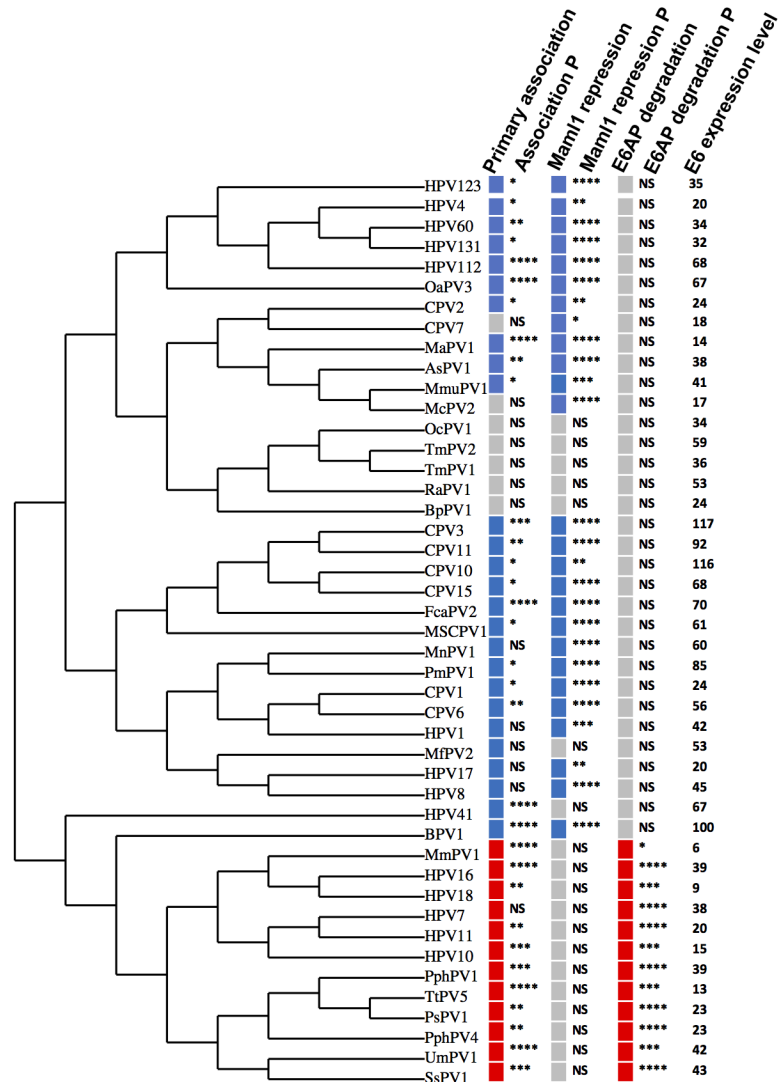 Primary association
Association P
Maml1 repression
Maml1 repression P
E6AP degradation
E6AP degradation P
E6 expression level
HPV123 * **** NS 35
HPV4 * ** NS 20
HPV60 ** **** NS 34
HPV131 * **** NS 32
HPV112 **** **** NS 68
OaPV3 **** **** NS 67
CPV2 * ** NS 24
CPV7 NS * NS 18
MaPV1 **** **** NS 14
AsPV1 ** **** NS 38
MmuPV1 * *** NS 41
McPV2 NS **** NS 17
OcPV1 NS NS NS 34
TmPV2 NS NS NS 59
TmPV1 NS NS NS 36
RaPV1 NS NS NS 53
BpPV1 NS NS NS 24
CPV3 *** **** NS 117
CPV11 ** **** NS 92
CPV10 * ** NS 116
CPV15 * **** NS 68
FcaPV2 **** **** NS 70
MSCPV1 * **** NS 61
MnPV1 NS **** NS 60
PmPV1 * **** NS 85
CPV1 * **** NS 24
CPV6 ** **** NS 56
HPV1 NS *** NS 42
MfPV2 NS NS NS 53
HPV17 NS ** NS 20
HPV8 NS **** NS 45
HPV41 **** NS NS 67
BPV1 **** **** NS 100
MmPV1 **** NS * 6
HPV16 **** NS **** 39
HPV18 ** NS *** 9
HPV7 NS NS **** 38
HPV11 ** NS **** 20
HPV10 *** NS *** 15
PphPV1 *** NS **** 39
TtPV5 **** NS *** 13
PsPV1 ** NS **** 23
PphPV4 ** NS **** 23
UmPV1 **** NS *** 42
SsPV1 *** NS **** 43